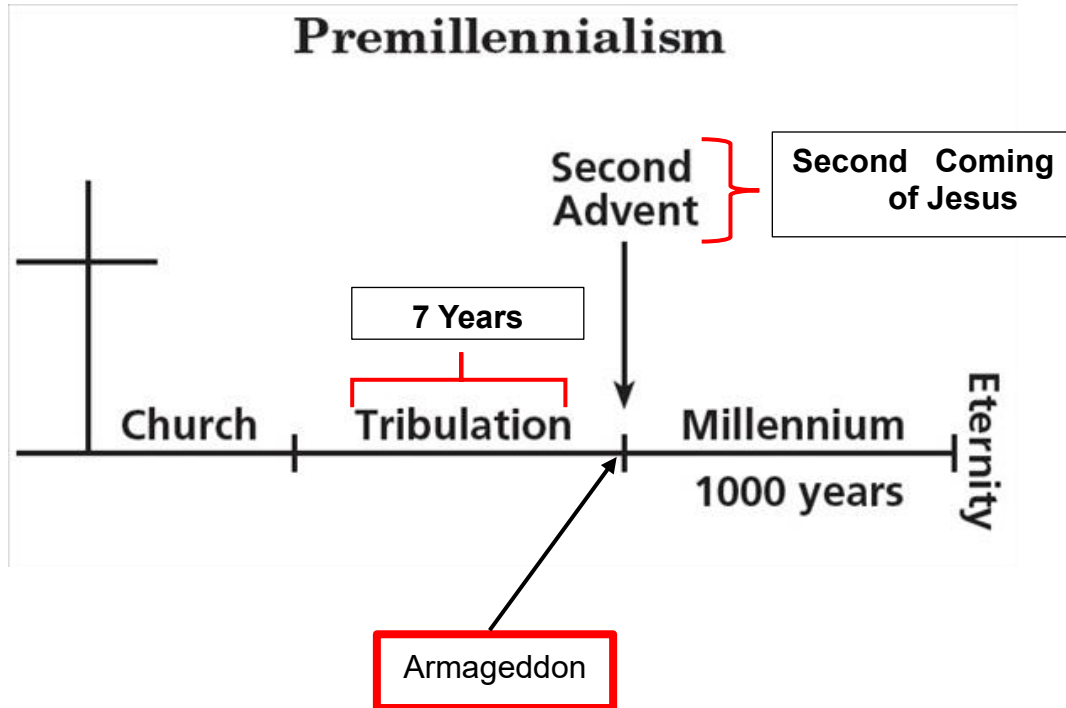 Premillennialism
Second
Advent
Second Coming
of Jesus
7 Years
Church
Tribulation
Millennium
1000 years
Eternity
Armageddon